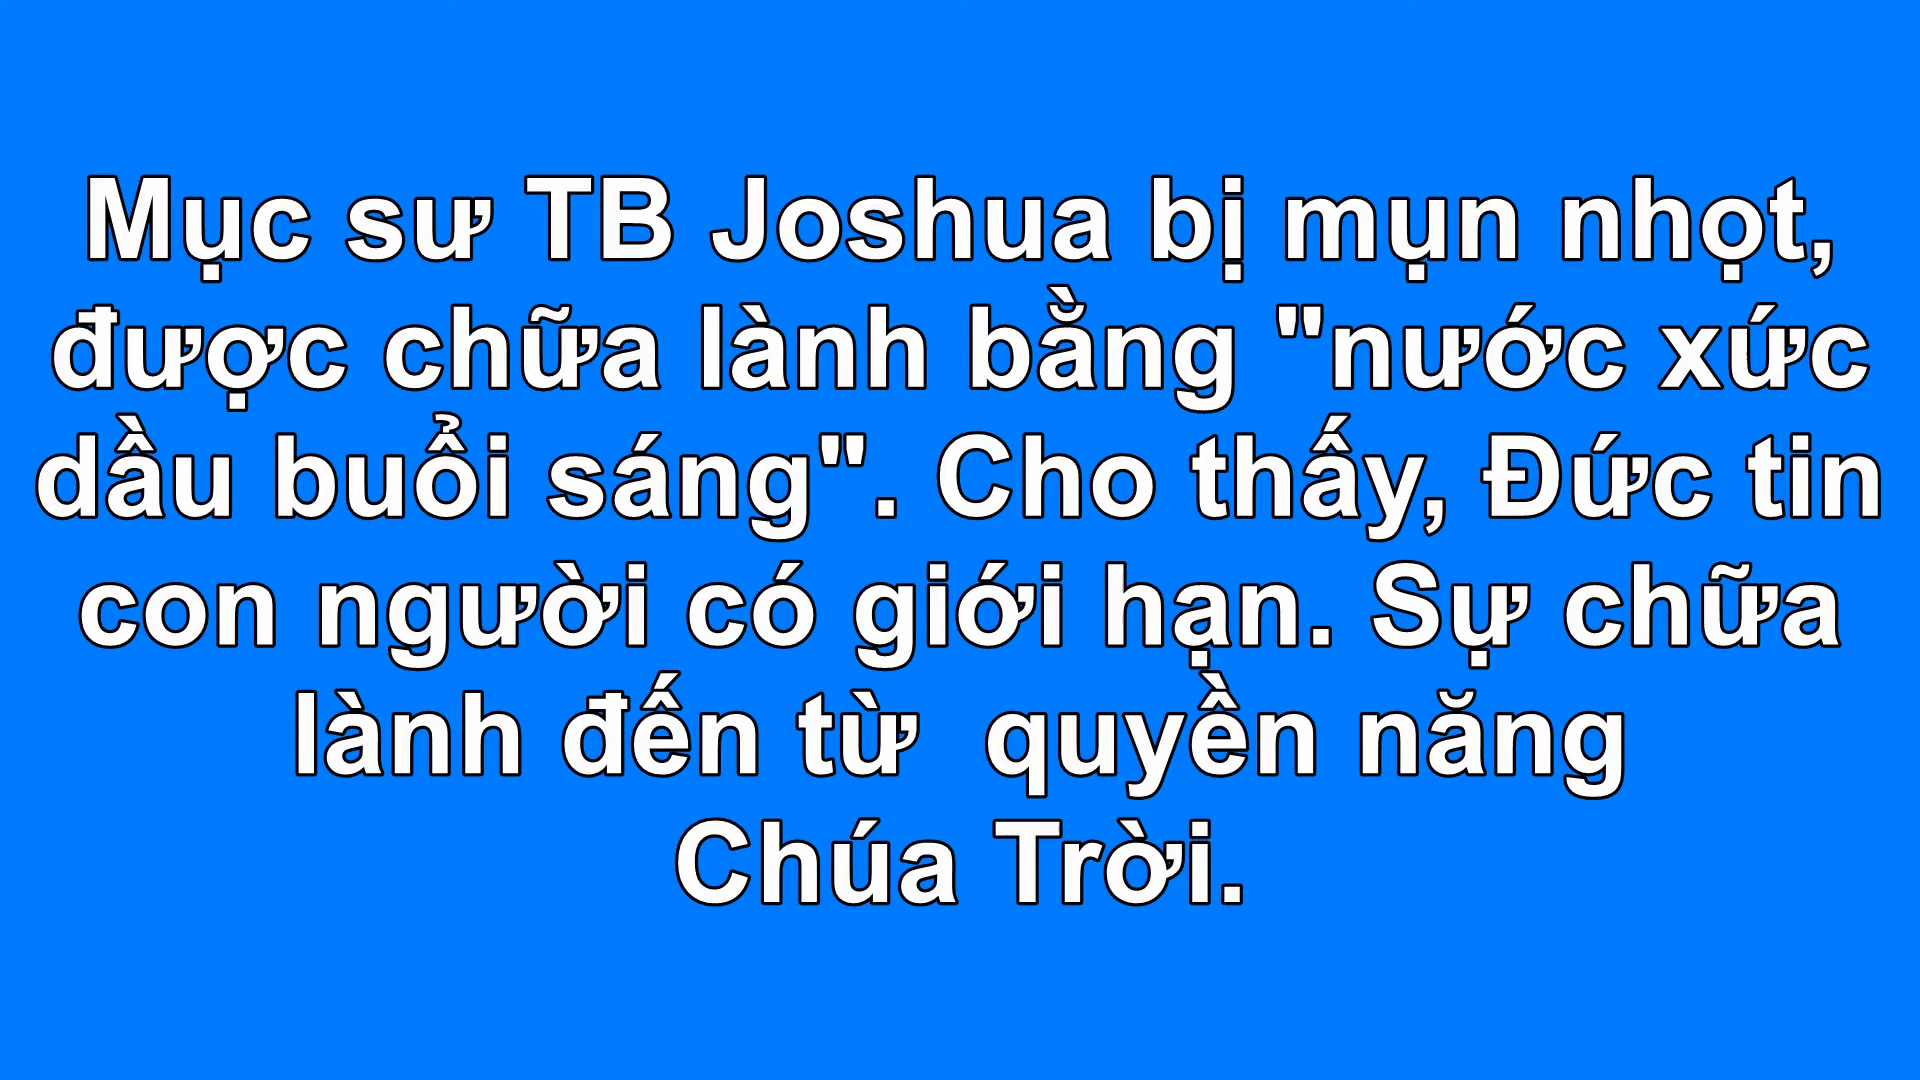 Mục sư TB Joshua bị mụn nhọt,
được chữa lành bằng "nước xức
dầu buổi sáng". Cho thấy, Đức tin
con người có giới hạn. Sự chữa
lành đến từ  quyền năng
Chúa Trời.